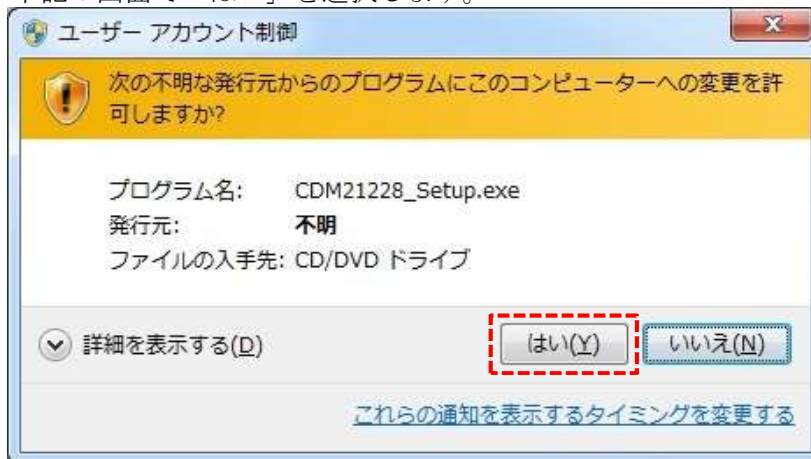 ユーザー アカウント制御
次の不明な発行元からのプログラムにこのコンピューターへの変更を許
可しますか?
プログラム名: CDM21228_Setup.exe
発行元: 不明
ファイルの入手先: CD/DVD ドライブ
詳細を表示する(D) はい(Y) いいえ(N)
これらの通知を表示するタイミングを変更する